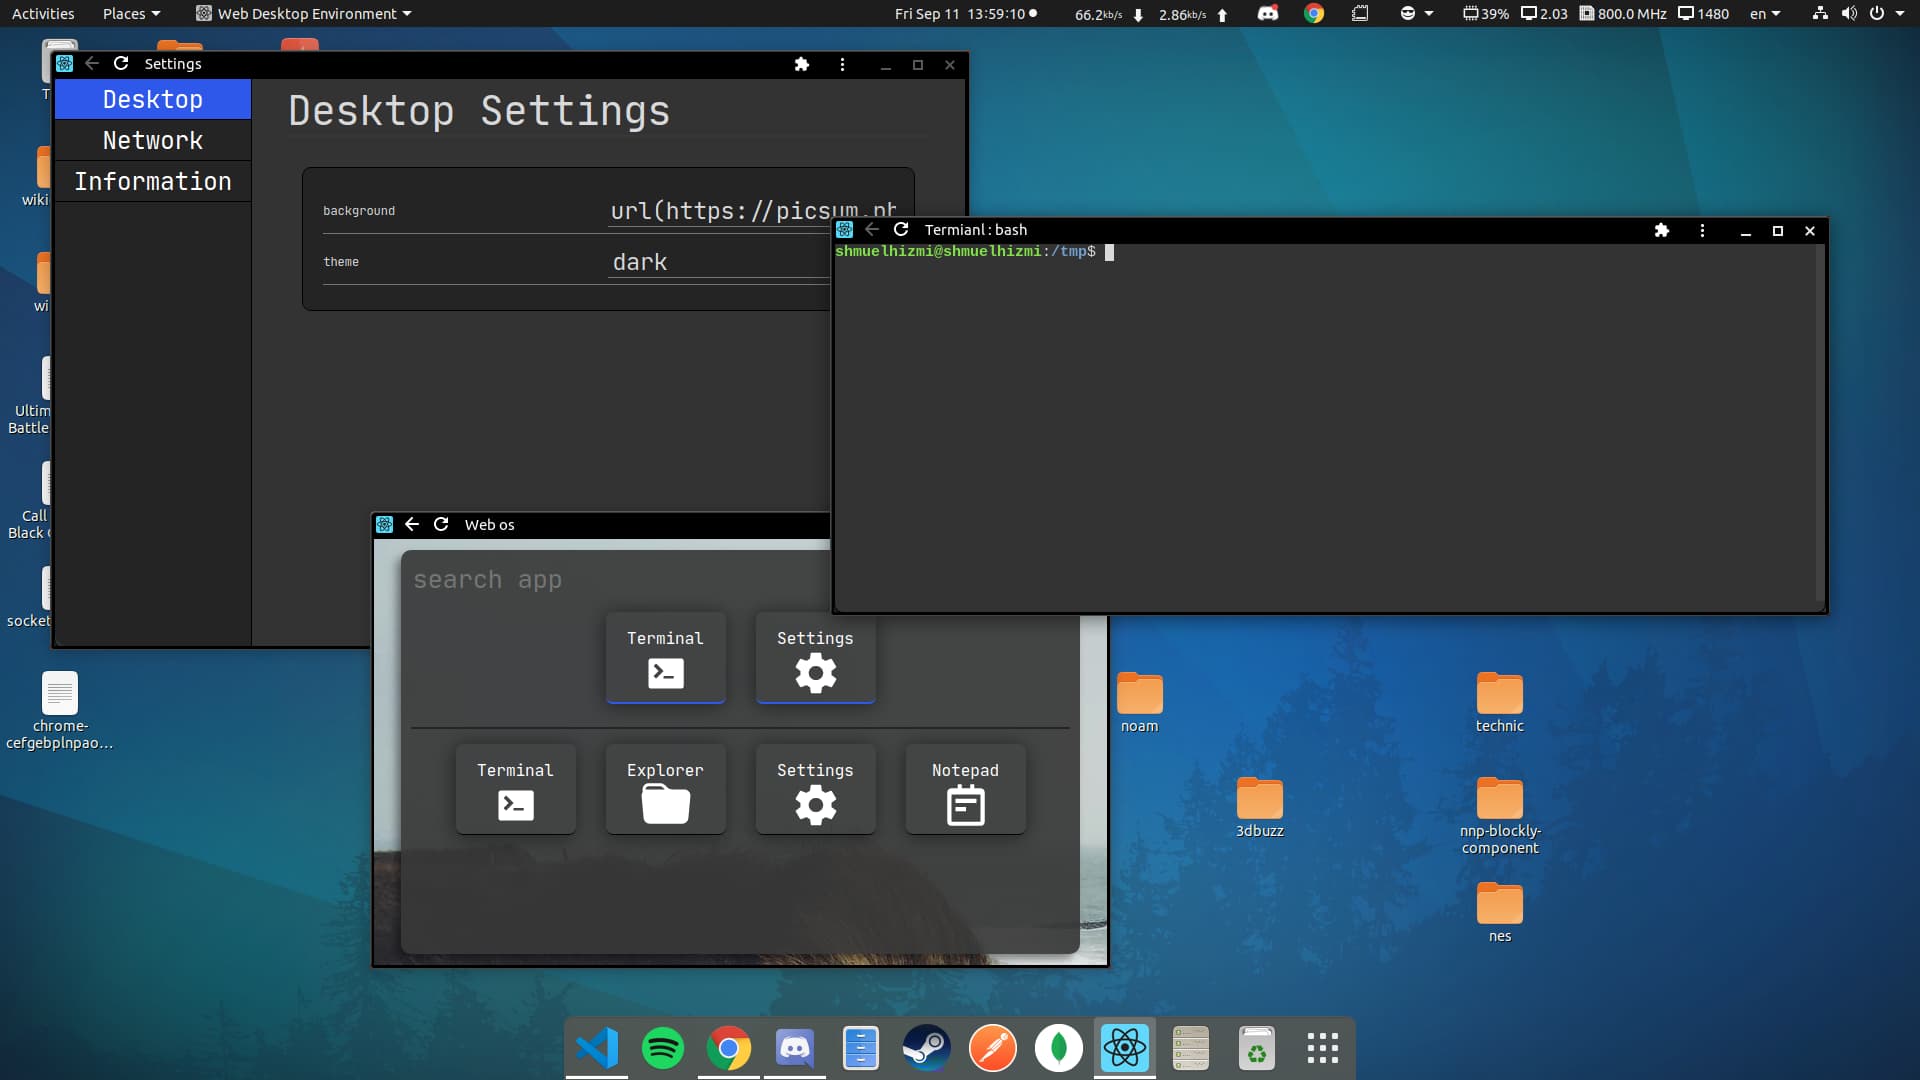 Activities Places Web Desktop Environment Fri Sep 11 13:59:10 66.2kb/s 2.86kb/s 39% 2.03 800.0 MHz 1480 en
Settings
Desktop
Network
Information
Desktop Settings
background url(https://picsum.ph
theme dark
Termianl : bash
shmuelhizmi@shmuelhizmi:/tmp$
Web os
search app
Terminal Settings
Terminal Explorer Settings Notepad
T
wiki
wi
Ultim
Battle
Call
Black
socket
chrome-
cefgebplnpao...
noam
technic
3dbuzz
nnp-blockly-
component
nes